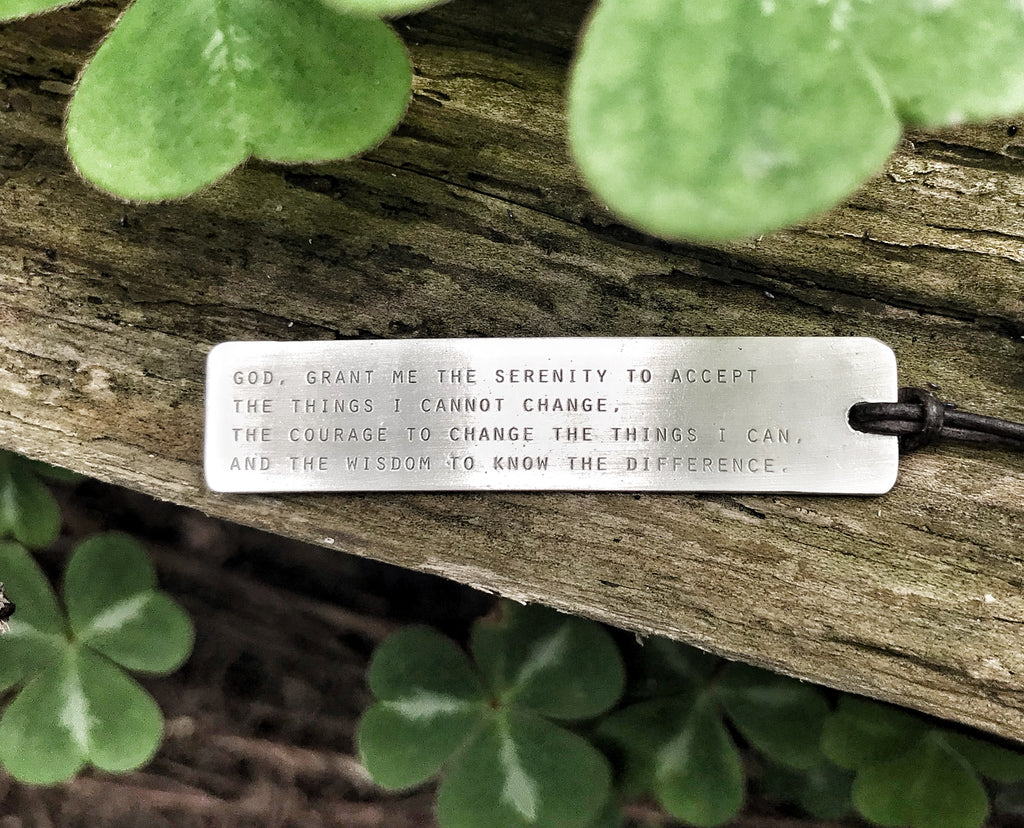 GOD, GRANT ME THE SERENITY TO ACCEPT
THE THINGS I CANNOT CHANGE,
THE COURAGE TO CHANGE THE THINGS I CAN,
AND THE WISDOM TO KNOW THE DIFFERENCE.